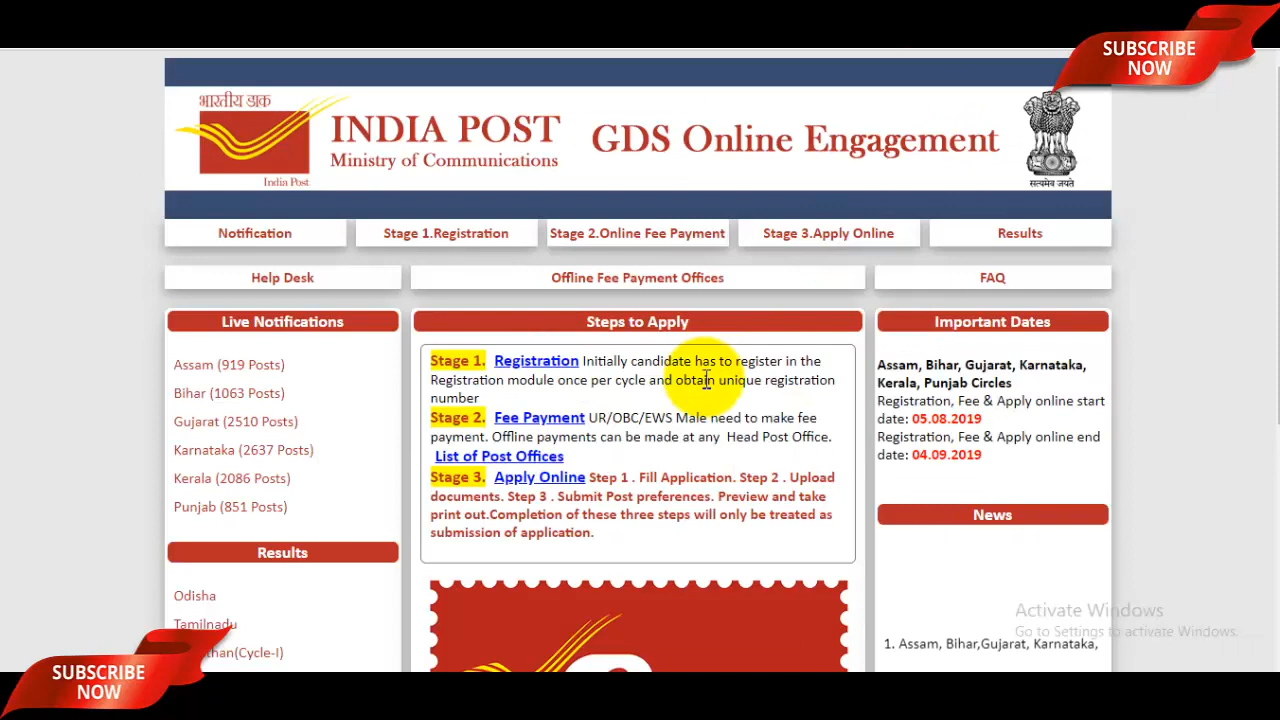 SUBSCRIBE
NOW
भारतीय डाक
India Post
INDIA POST
Ministry of Communications
GDS Online Engagement
सत्यमेव जयते
Notification
Stage 1.Registration
Stage 2.Online Fee Payment
Stage 3.Apply Online
Results
Help Desk
Offline Fee Payment Offices
FAQ
Live Notifications
Assam (919 Posts)
Bihar (1063 Posts)
Gujarat (2510 Posts)
Karnataka (2637 Posts)
Kerala (2086 Posts)
Punjab (851 Posts)
Results
Odisha
Tamilnadu
than(Cycle-I)
Steps to Apply
Stage 1. Registration Initially candidate has to register in the
Registration module once per cycle and obtain unique registration
number
Stage 2. Fee Payment UR/OBC/EWS Male need to make fee
payment. Offline payments can be made at any Head Post Office.
List of Post Offices
Stage 3. Apply Online Step 1 . Fill Application. Step 2 . Upload
documents. Step 3 . Submit Post preferences. Preview and take
print out.Completion of these three steps will only be treated as
submission of application.
Important Dates
Assam, Bihar, Gujarat, Karnataka,
Kerala, Punjab Circles
Registration, Fee & Apply online start
date: 05.08.2019
Registration, Fee & Apply online end
date: 04.09.2019
News
1. Assam, Bihar,Gujarat, Karnataka,
Activate Windows
Go to Settings to activate Windows.
SUBSCRIBE
NOW